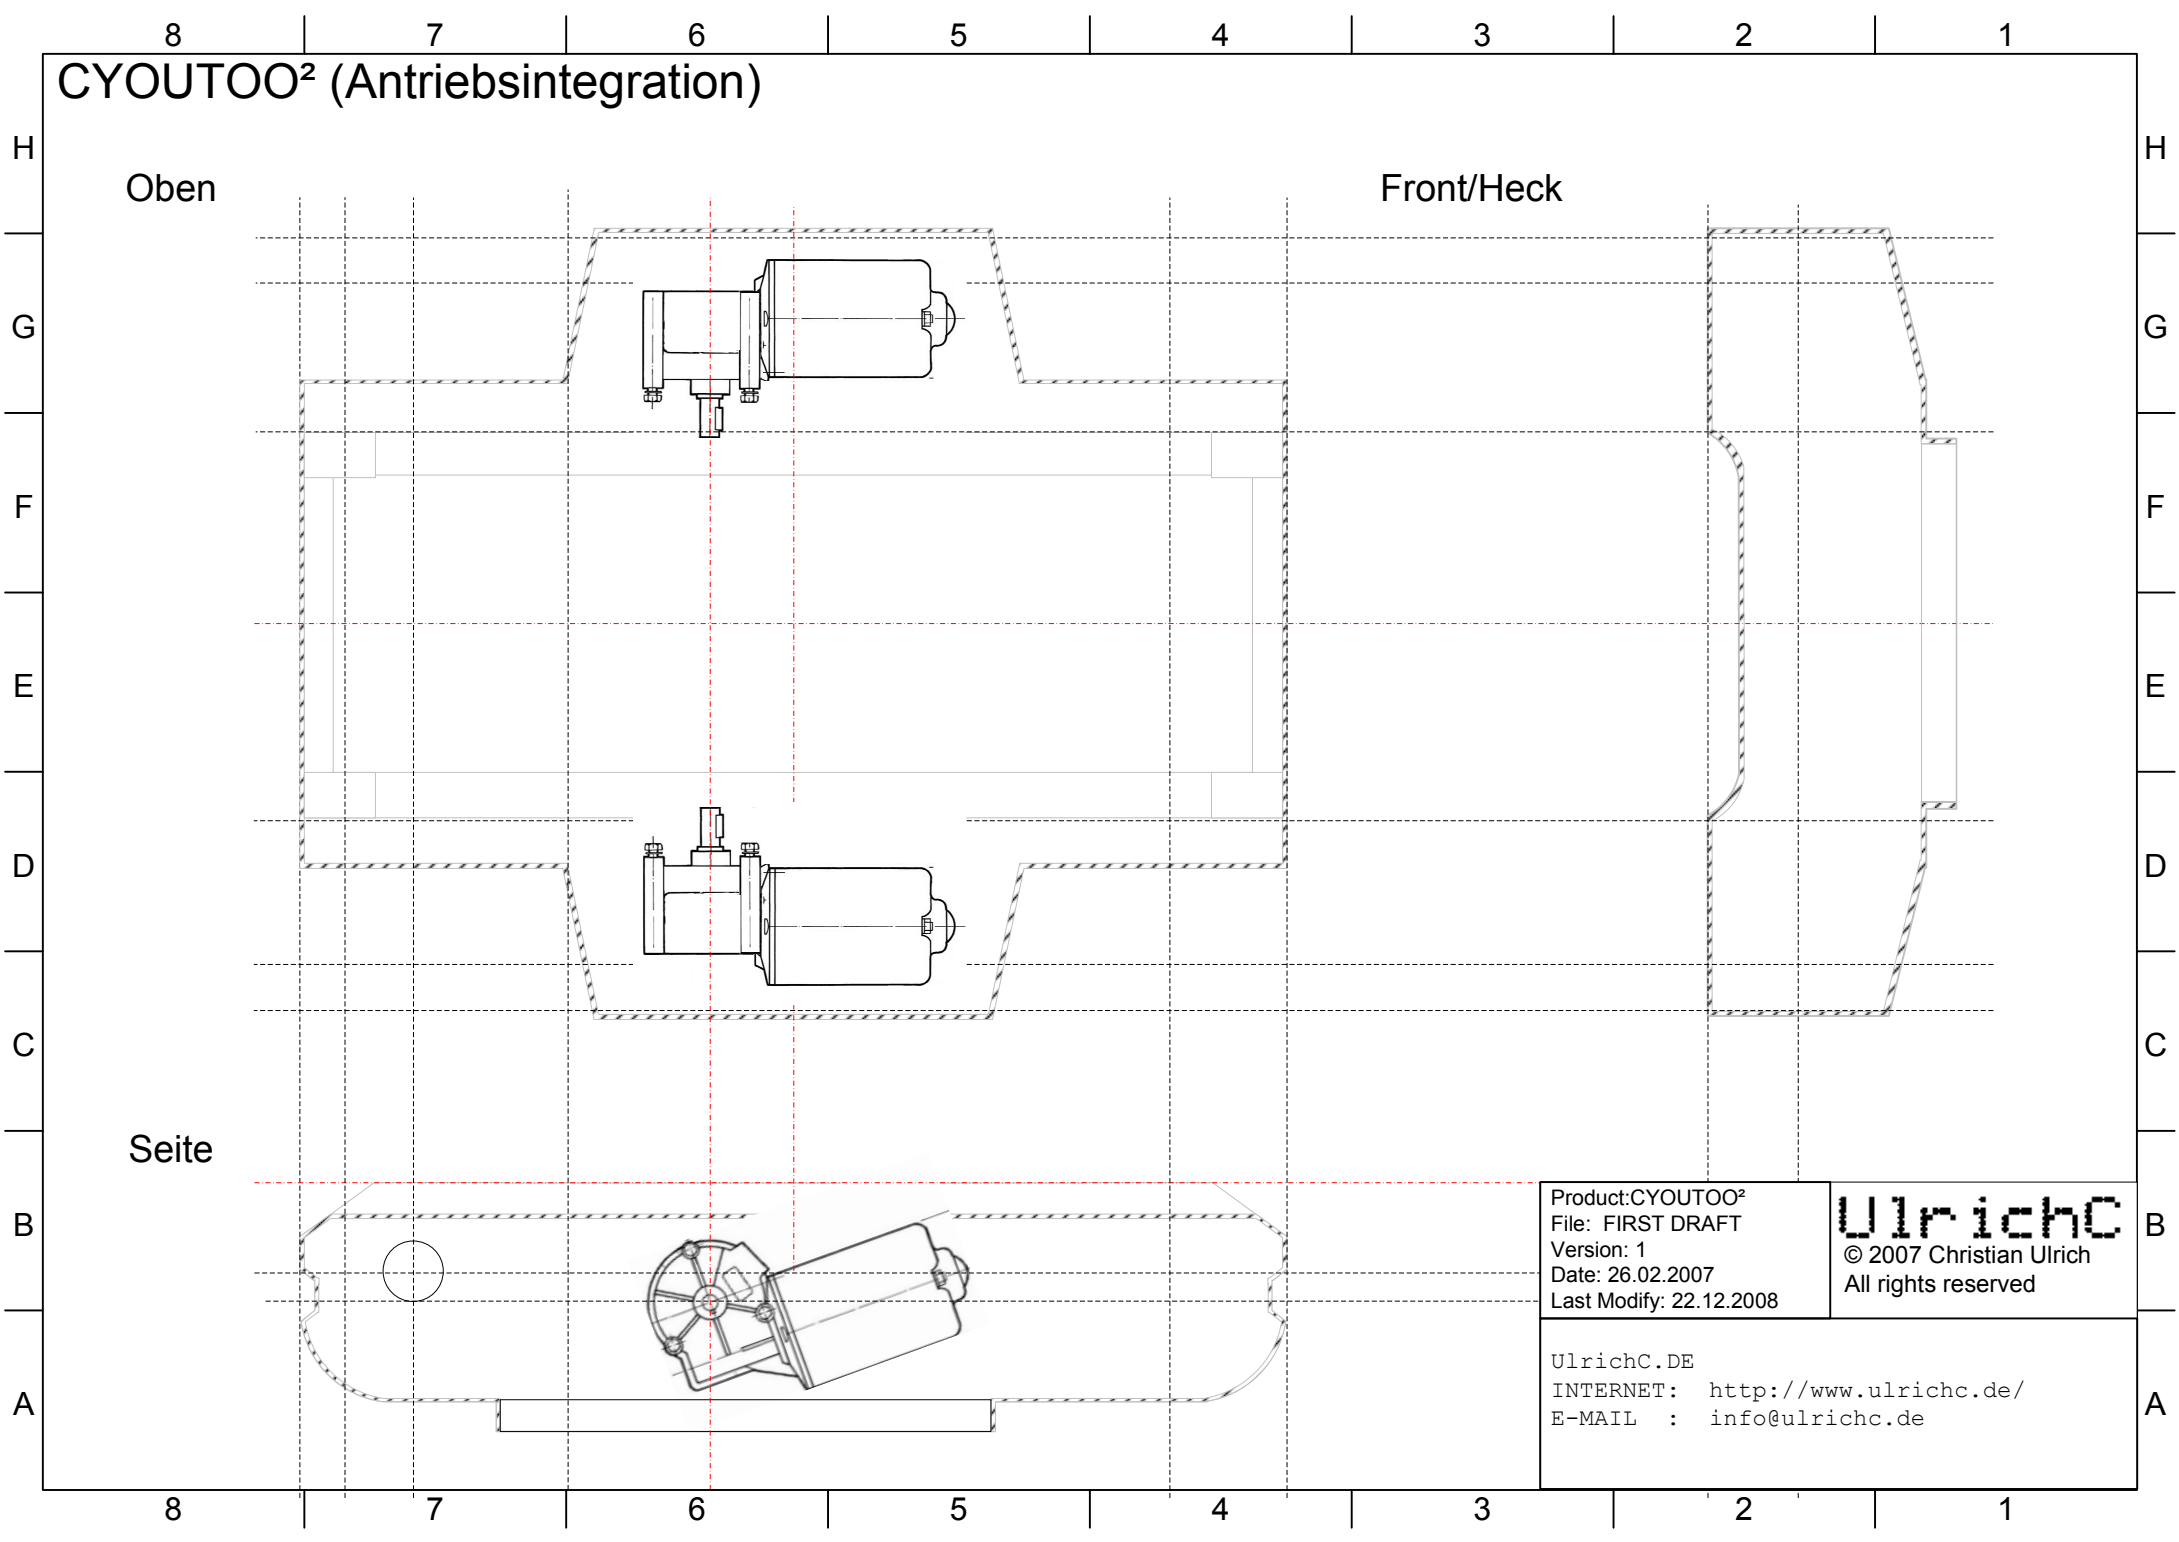 8 7 6 5 4 3 2 1
CYOUTOO² (Antriebsintegration)
H H
Oben Front/Heck
G G
F F
E E
D D
C C
Seite
B B
Product:CYOUTOO²
File: FIRST DRAFT
Version: 1
Date: 26.02.2007
Last Modify: 22.12.2008
UlrichC
© 2007 Christian Ulrich
All rights reserved
UlrichC.DE
INTERNET: http://www.ulrichc.de/
E-MAIL : info@ulrichc.de
A A
8 7 6 5 4 3 2 1